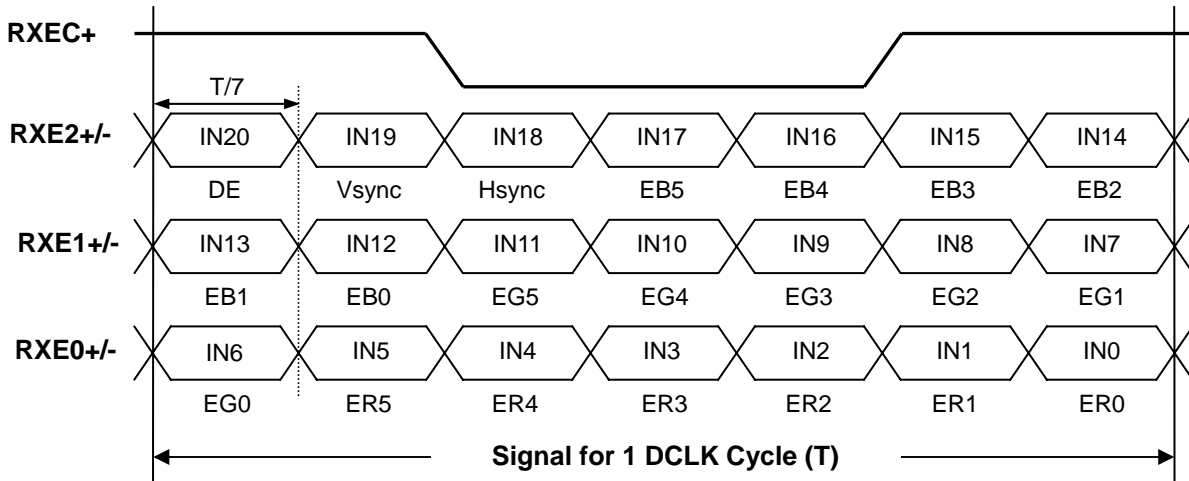 RXEC+
T/7
RXE2+/- IN20 IN19 IN18 IN17 IN16 IN15 IN14
DE Vsync Hsync EB5 EB4 EB3 EB2
RXE1+/- IN13 IN12 IN11 IN10 IN9 IN8 IN7
EB1 EB0 EG5 EG4 EG3 EG2 EG1
RXE0+/- IN6 IN5 IN4 IN3 IN2 IN1 IN0
EG0 ER5 ER4 ER3 ER2 ER1 ER0
Signal for 1 DCLK Cycle (T)